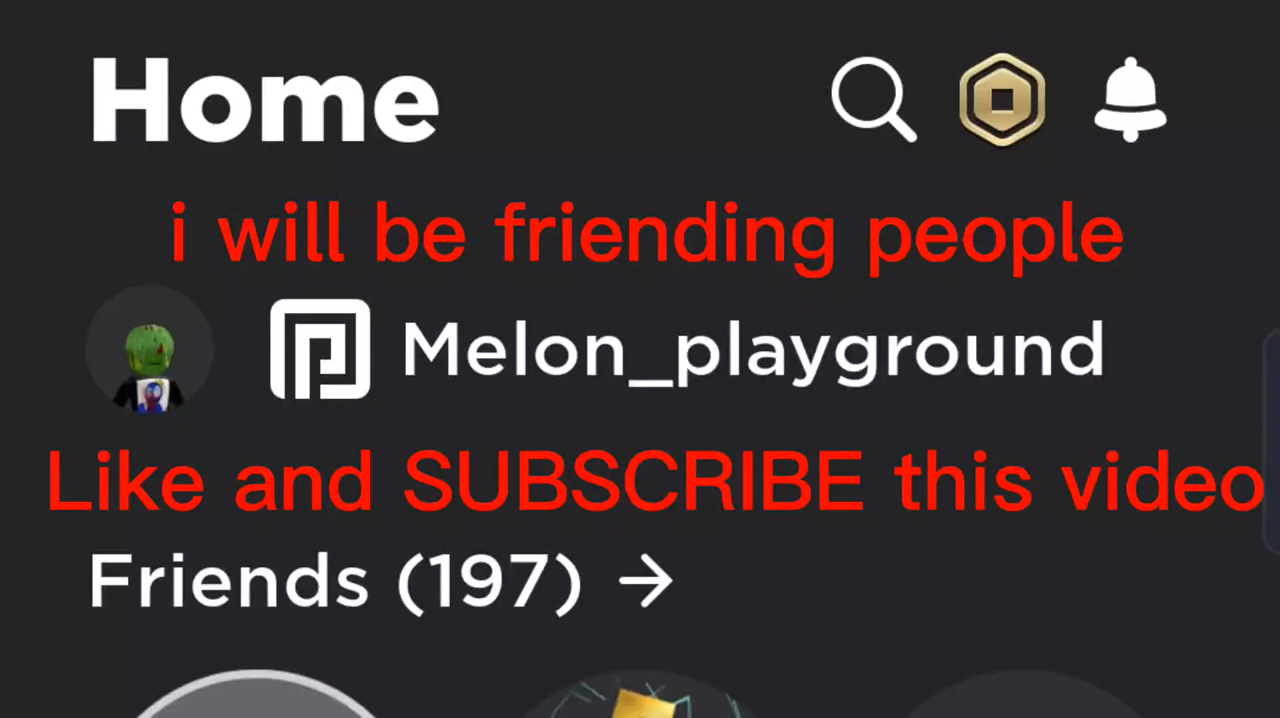 Home
i will be friending people
Melon_playground
Like and SUBSCRIBE this video
Friends (197) →